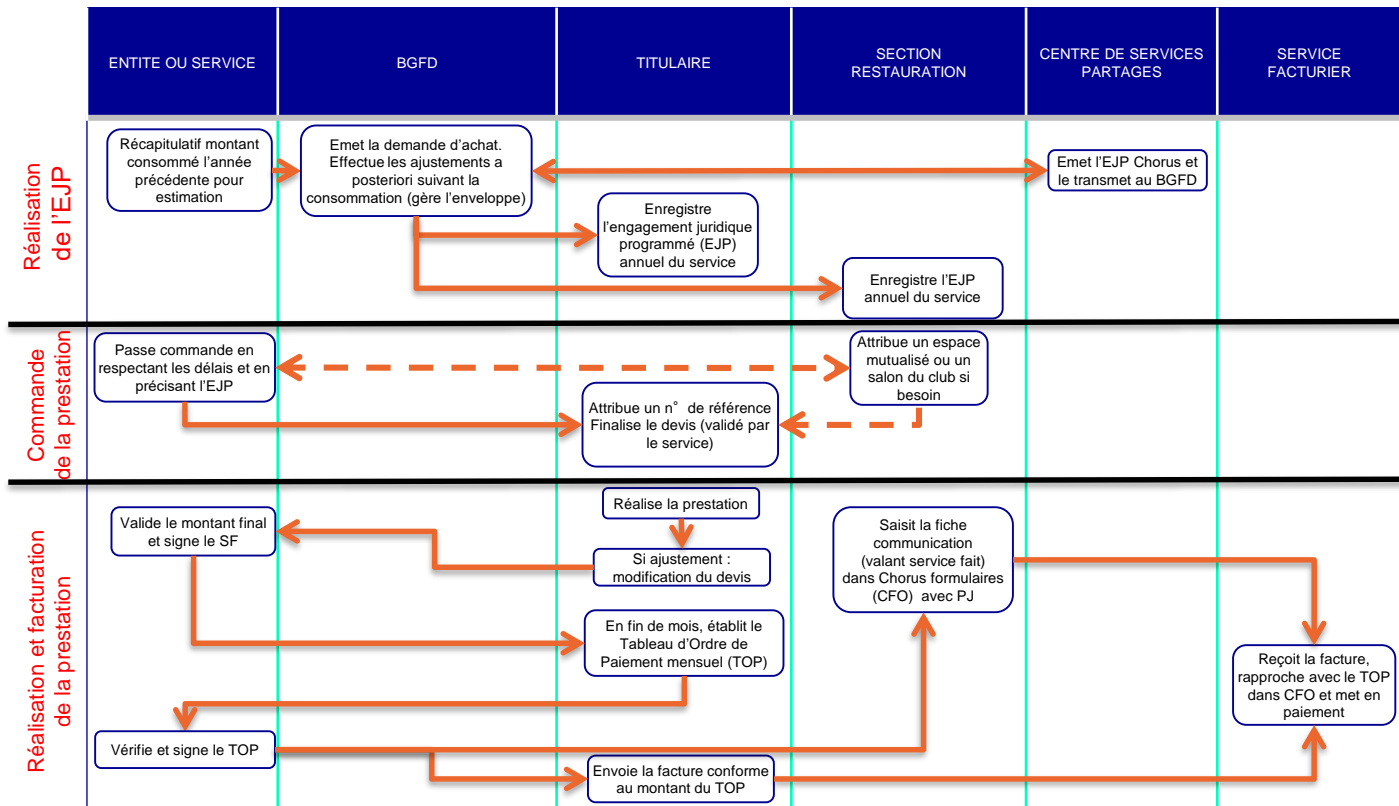 ENTITE OU SERVICE
BGFD
TITULAIRE
SECTION
RESTAURATION
CENTRE DE SERVICES
PARTAGES
SERVICE
FACTURIER
Réalisation
de l'EJP
Récapitulatif montant
consommé l'année
précédente pour
estimation
Emet la demande d'achat.
Effectue les ajustements a
posteriori suivant la
consommation (gère l'enveloppe)
Emet l'EJP Chorus et
le transmet au BGFD
Enregistre
l'engagement juridique
programmé (EJP)
annuel du service
Enregistre l'EJP
annuel du service
Commande
de la prestation
Passe commande en
respectant les délais et en
précisant l'EJP
Attribue un espace
mutualisé ou un
salon du club si
besoin
Attribue un n° de référence
Finalise le devis (validé par
le service)
Réalisation et facturation
de la prestation
Réalise la prestation
Valide le montant final
et signe le SF
Si ajustement :
modification du devis
Saisit la fiche
communication
(valant service fait)
dans Chorus formulaires
(CFO) avec PJ
En fin de mois, établit le
Tableau d'Ordre de
Paiement mensuel (TOP)
Reçoit la facture,
rapproche avec le TOP
dans CFO et met en
paiement
Vérifie et signe le TOP
Envoie la facture conforme
au montant du TOP